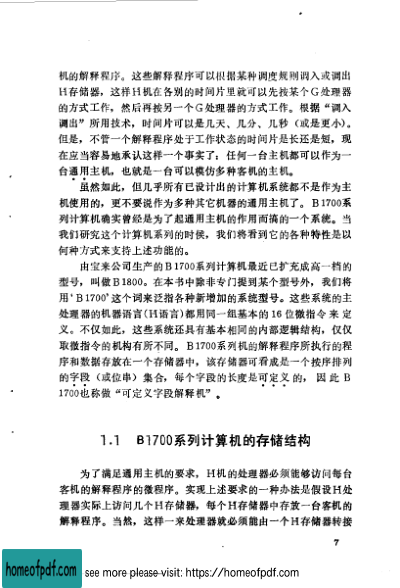 机的解释程序。这些解释程序可以根据某种调度规则调入或调出
H存储器，这样H机在各别的时间片里就可以先按某个G处理器
的方式工作，然后再按另一个G处理器的方式工作。根据“调入
调出”所用技术，时间片可以是几天、几分、几秒（或是更小）。
但是，不管一个解释程序处于工作状态的时间片是长还是短，现
在应当容易地承认这样一个事实了：任何一台主机都可以作为一
台通用主机，也就是一台可以模仿多种客机的主机。
虽然如此，但几乎所有已设计出的计算机系统都不是作为主
机使用的，更不要说作为多种其它机器的通用主机了。B1700系
列计算机确实曾经是为了起通用主机的作用而搞的一个系统。当
我们研究这个计算机系列的时侯，我们将看到它的各种特性是以
何种方式来支持上述功能的。
由宝来公司生产的B1700系列计算机最近已扩充成高一档的
型号，叫做B1800。在本书中除非专门提到某个型号外，我们将
用‘B1700’这个词来泛指各种新增加的系统型号。这些系统的主
处理器的机器语言（H语言）都用同一组基本的16位微指令来定
义。不仅如此，这些系统还具有基本相同的内部逻辑结构，仅仅
取微指令的机构有所不同。B1700系列机的解释程序所执行的程
序和数据存放在一个存储器中，该存储器可看成是一个按序排列
的字段（或位串）集合，每个字段的长度是可定义的，因此B
1700也称做“可定义字段解释机”。
1.1 B1700系列计算机的存储结构
为了满足通用主机的要求，H机的处理器必须能够访问每台
客机的解释程序的微程序。实现上述要求的一种办法是假设H处
理器实际上访问几个H存储器，每个H存储器中存放一台客机的
解释程序。当然，这样一来处理器就必须能由一个H存储器转接
7
homeofpdf.com
see more please-visit: https://homeofpdf.com